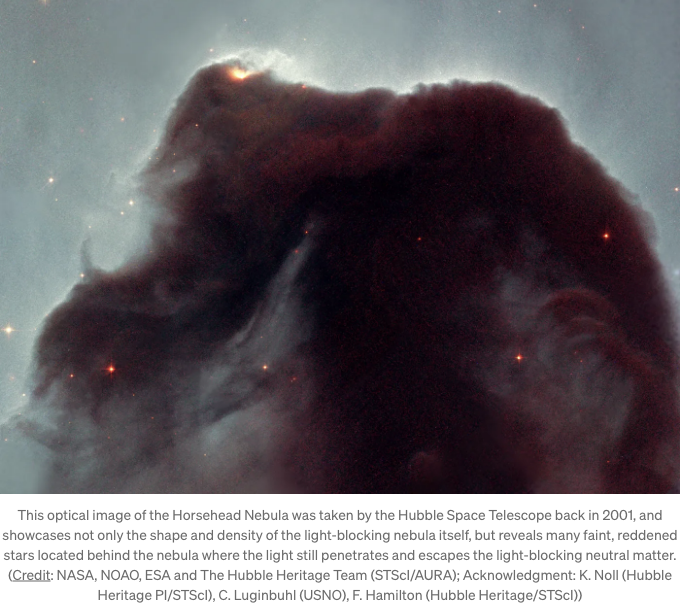 This optical image of the Horsehead Nebula was taken by the Hubble Space Telescope back in 2001, and
showcases not only the shape and density of the light-blocking nebula itself, but reveals many faint, reddened
stars located behind the nebula where the light still penetrates and escapes the light-blocking neutral matter.
(Credit: NASA, NOAO, ESA and The Hubble Heritage Team (STScI/AURA); Acknowledgment: K. Noll (Hubble
Heritage PI/STScI), C. Luginbuhl (USNO), F. Hamilton (Hubble Heritage/STScI))